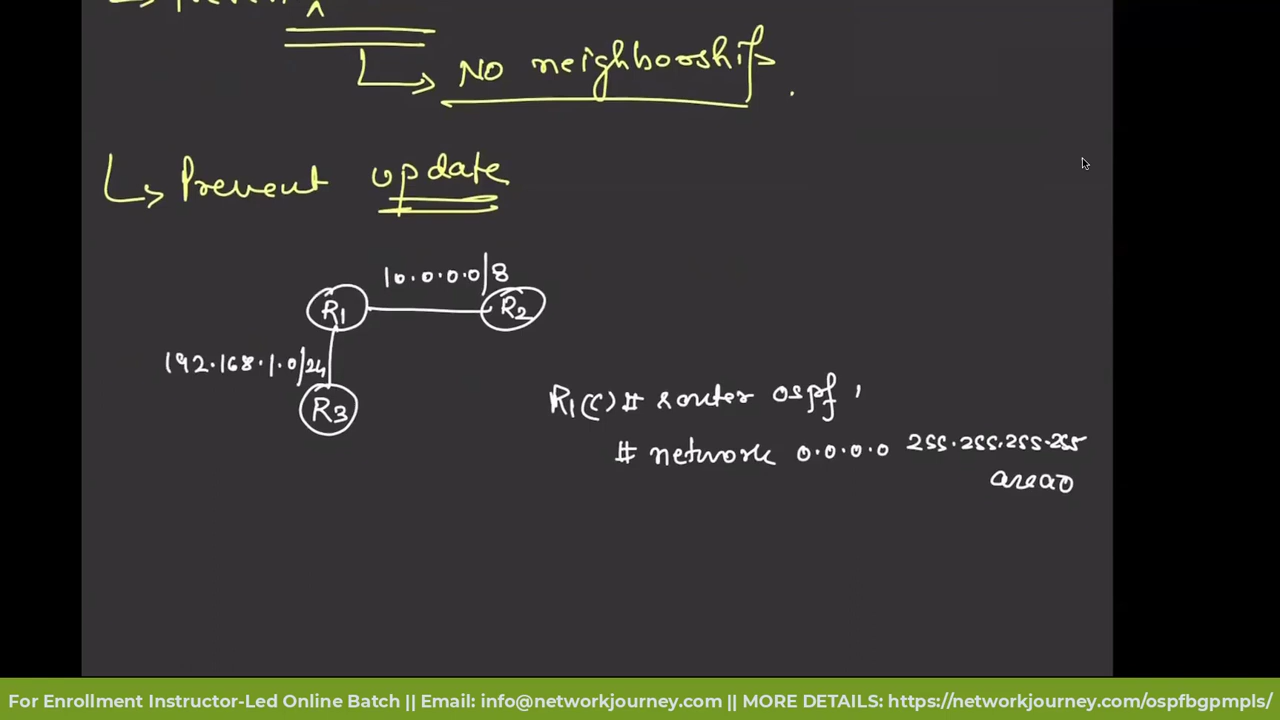 NO neighbooship
Prevent update
10.0.0.0/8
R1
R2
192.168.1.0/24
R3
R1(c)# router ospf 1
# network 0.0.0.0 255.255.255.255
area 0
For Enrollment Instructor-Led Online Batch || Email: info@networkjourney.com || MORE DETAILS: https://networkjourney.com/ospfbgpmpls/